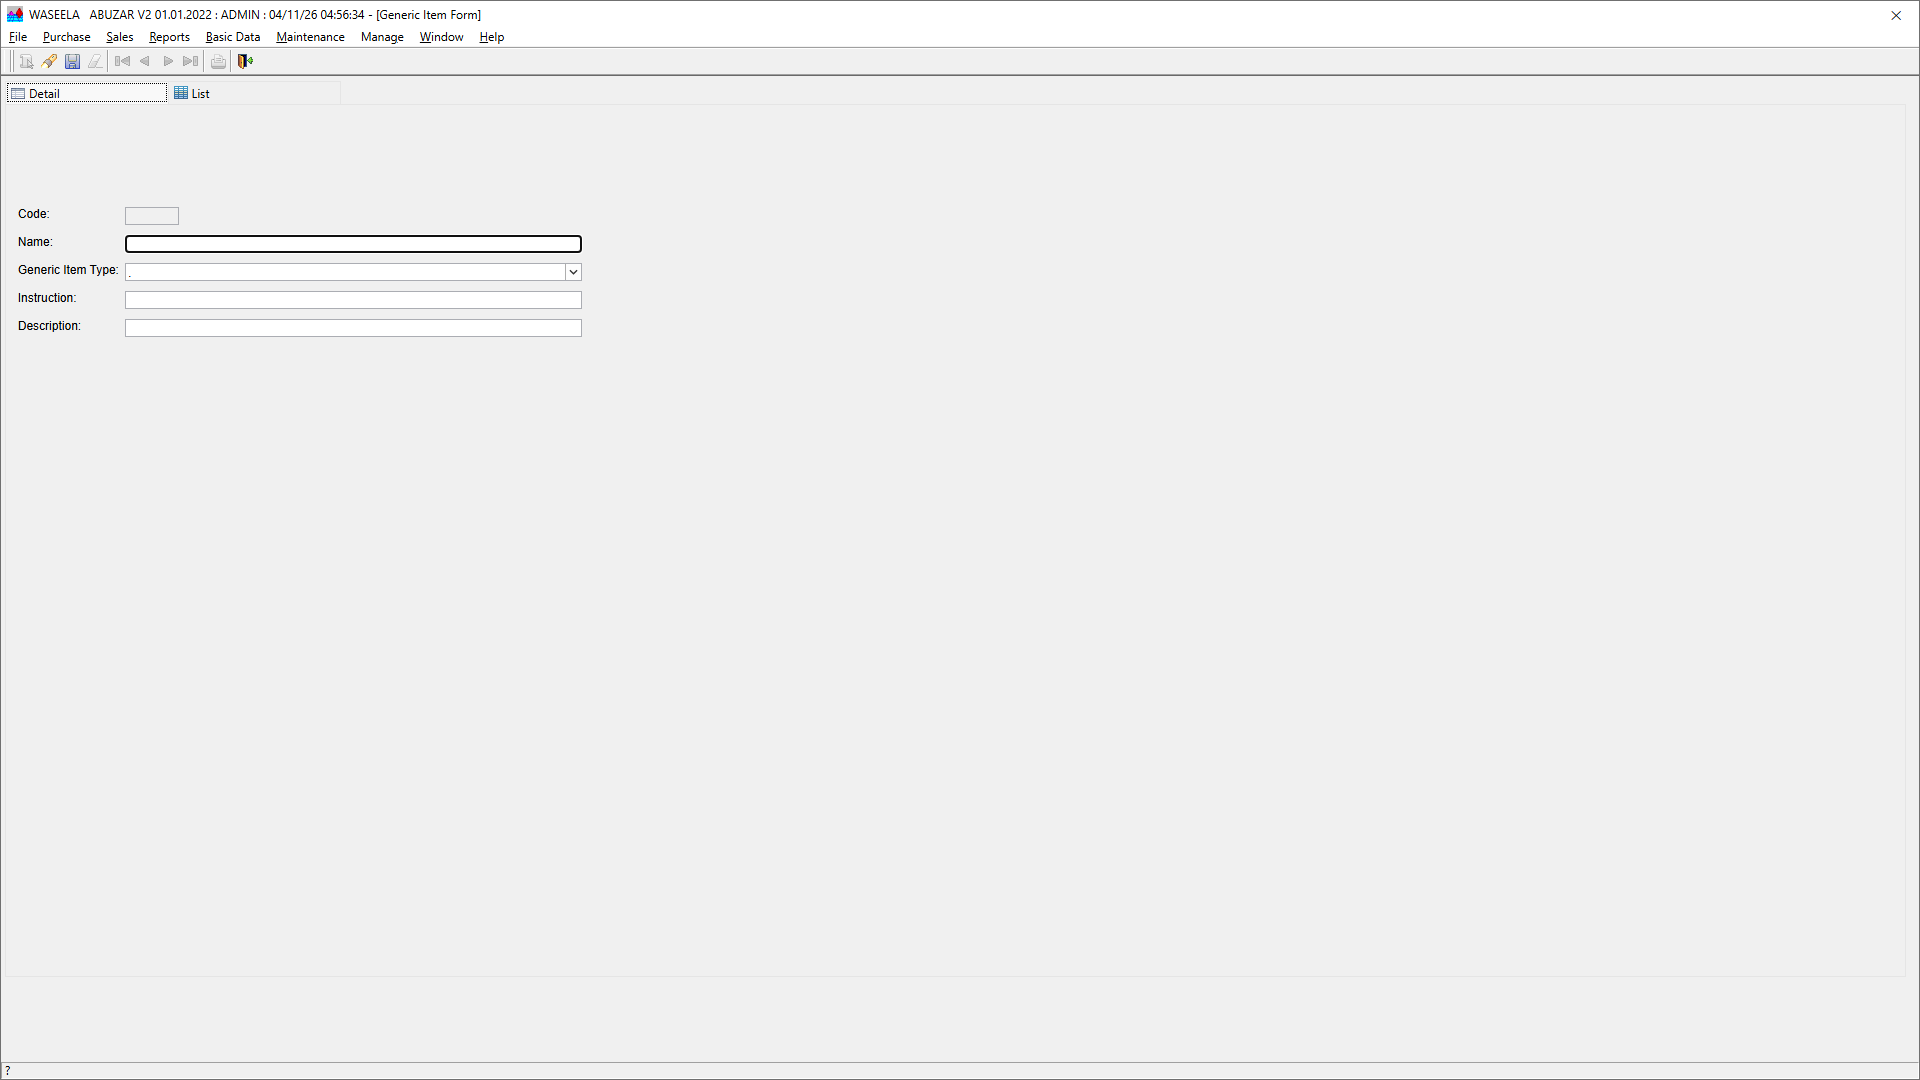 WASEELA   ABUZAR V2 01.01.2022 : ADMIN : 04/11/26 04:56:34 - [Generic Item Form]
File Purchase Sales Reports Basic Data Maintenance Manage Window Help
Detail List
Code:
Name:
Generic Item Type: .
Instruction:
Description:
?